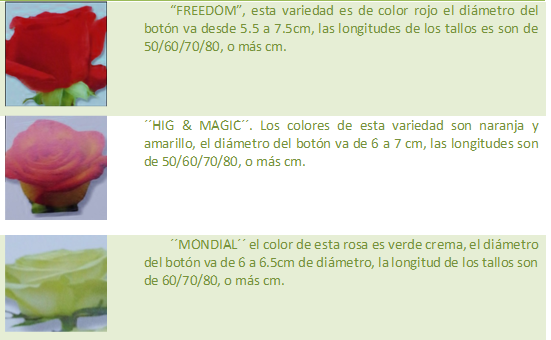 “FREEDOM”, esta variedad es de color rojo el diámetro del
botón va desde 5.5 a 7.5cm, las longitudes de los tallos es son de
50/60/70/80, o más cm.
´´HIG & MAGIC´´. Los colores de esta variedad son naranja y
amarillo, el diámetro del botón va de 6 a 7 cm, las longitudes son
de 50/60/70/80, o más cm.
´´MONDIAL´´ el color de esta rosa es verde crema, el diámetro
del botón va de 6 a 6.5cm de diámetro, la longitud de los tallos son
de 60/70/80, o más cm.